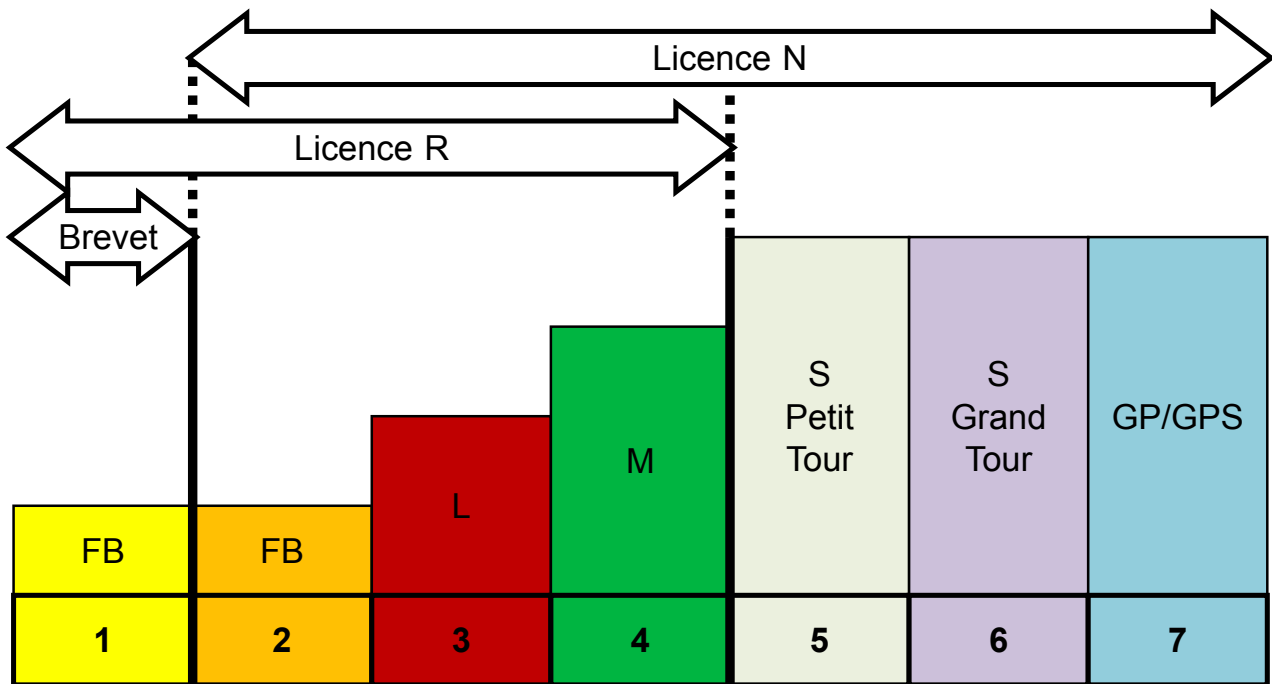 Licence N
Licence R
Brevet
FB
FB
L
M
S
Petit
Tour
S
Grand
Tour
GP/GPS
1
2
3
4
5
6
7